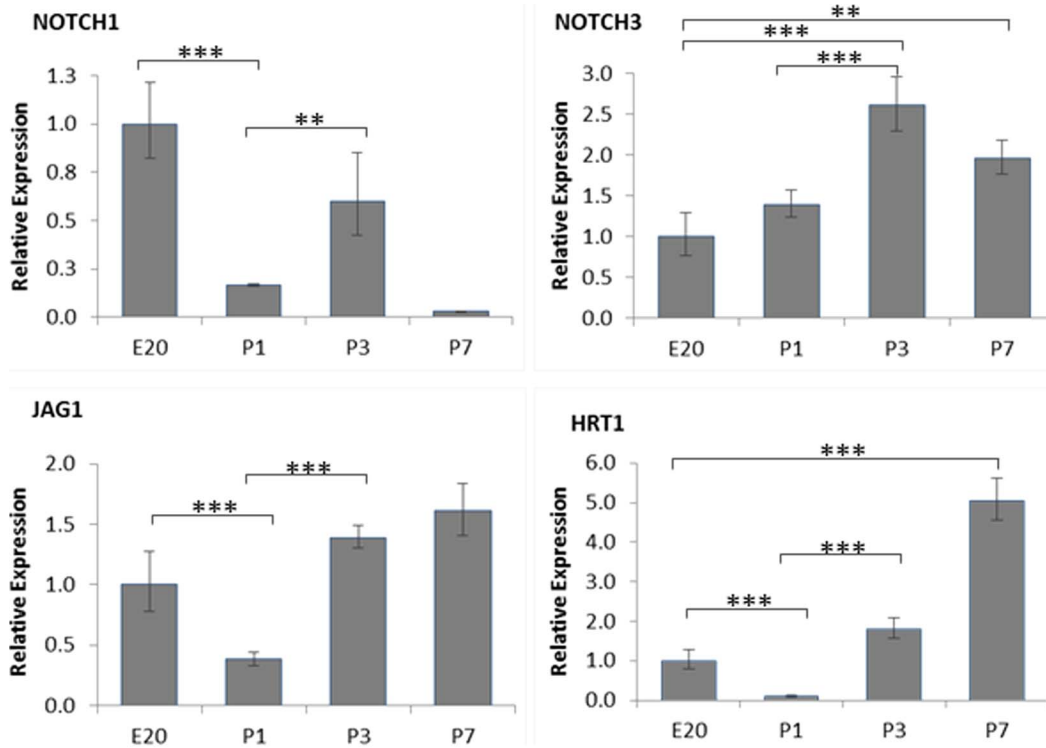 NOTCH1
***
**
Relative Expression
1.3
1.0
0.8
0.5
0.3
0.0
E20 P1 P3 P7
NOTCH3
**
***
***
Relative Expression
3.0
2.5
2.0
1.5
1.0
0.5
0.0
E20 P1 P3 P7
JAG1
***
***
Relative Expression
2.0
1.5
1.0
0.5
0.0
E20 P1 P3 P7
HRT1
***
***
***
Relative Expression
6.0
5.0
4.0
3.0
2.0
1.0
0.0
E20 P1 P3 P7